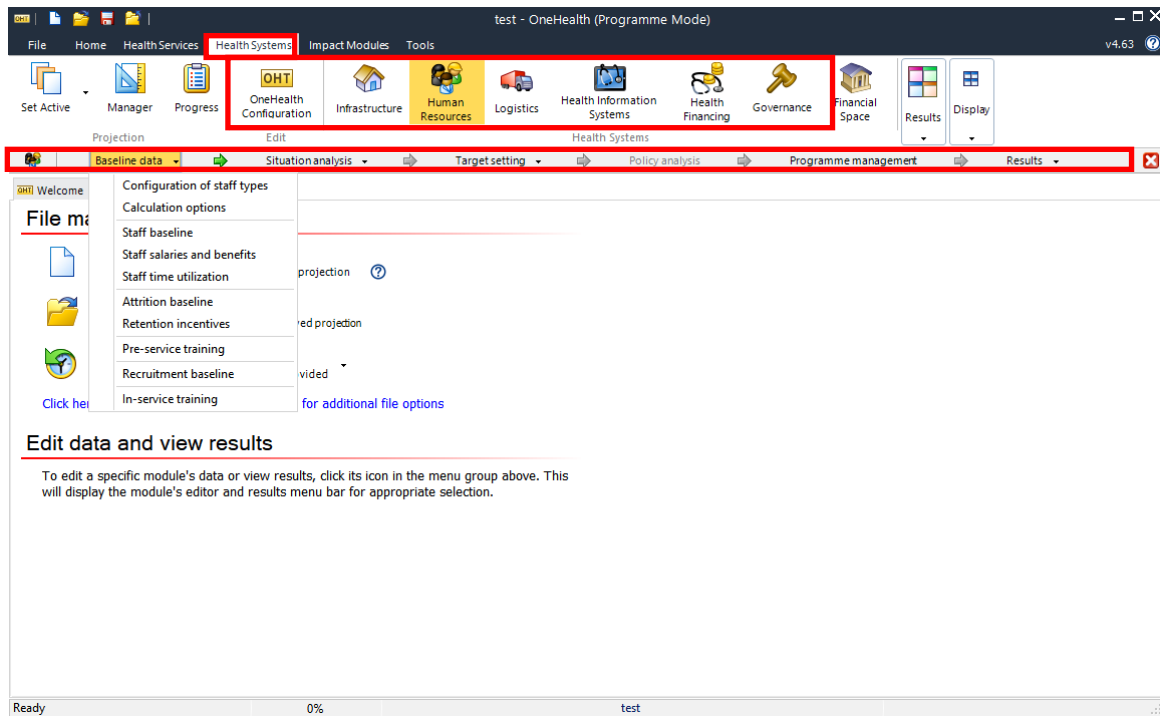 OHT
test - OneHealth (Programme Mode)
File Home Health Services Health Systems Impact Modules Tools v4.63
Set Active
Manager
Progress
OHT
OneHealth Configuration
Infrastructure
Human Resources
Logistics
Health Information Systems
Health Financing
Governance
Financial Space
Results
Display
Projection Edit Health Systems
Baseline data Situation analysis Target setting Policy analysis Programme management Results
OHT Welcome
Configuration of staff types
Calculation options
Staff baseline
Staff salaries and benefits
Staff time utilization
Attrition baseline
Retention incentives
Pre-service training
Recruitment baseline
In-service training
File ma
projection
ved projection
vided
Click her for additional file options
Edit data and view results
To edit a specific module's data or view results, click its icon in the menu group above. This
will display the module's editor and results menu bar for appropriate selection.
Ready 0% test